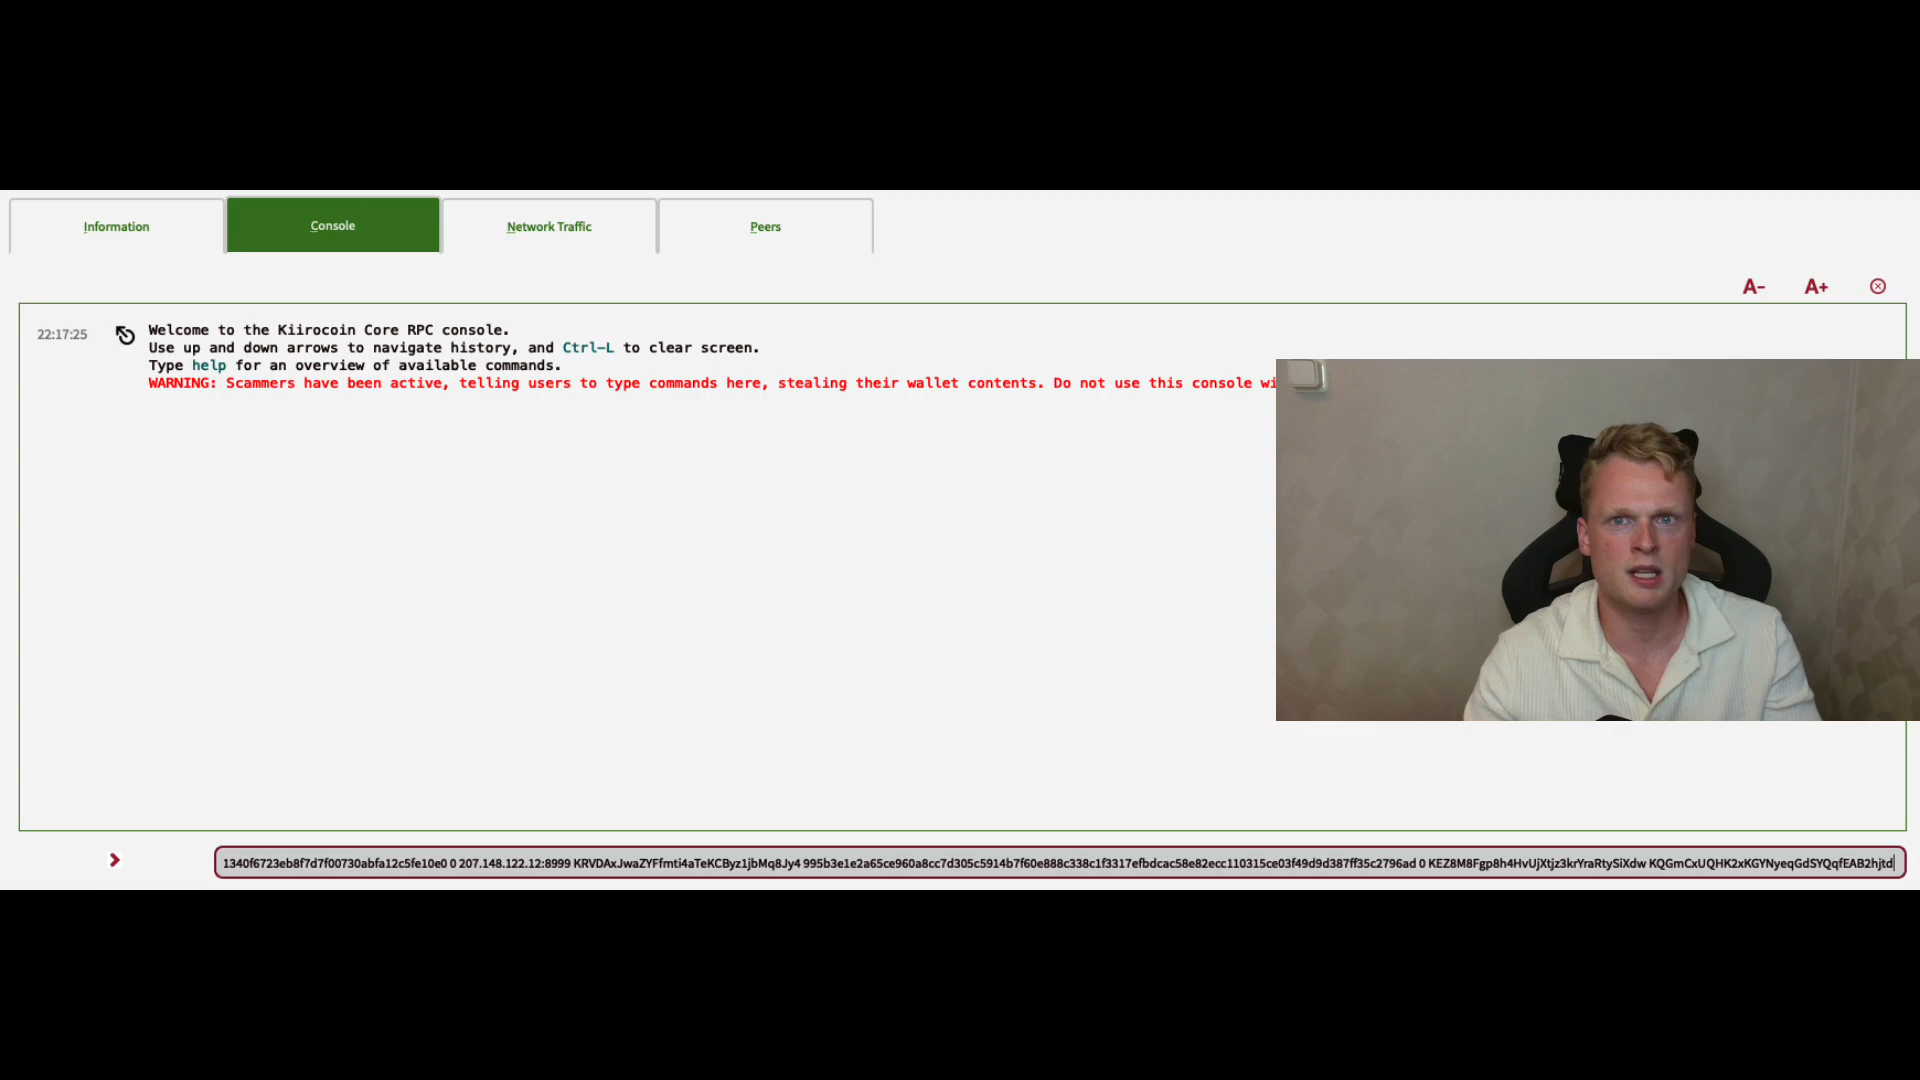 Information
Console
Network Traffic
Peers
A-
A+
22:17:25
Welcome to the Kiirocoin Core RPC console.
Use up and down arrows to navigate history, and Ctrl-L to clear screen.
Type help for an overview of available commands.
WARNING: Scammers have been active, telling users to type commands here, stealing their wallet contents. Do not use this console wi
1340f6723eb8f7d7f00730abfa12c5fe10e0 0 207.148.122.12:8999 KRVDAxJwaZYFfmti4aTeKCByz1jbMq8Jy4 995b3e1e2a65ce960a8cc7d305c5914b7f60e888c338c1f3317efbdcac58e82ecc110315ce03f49d9d387ff35c2796ad 0 KEZ8M8Fgp8h4HvUjXtjz3krYraRtySiXdw KQGmCxUQHK2xKGYNyeqGdSYQqfEAB2hjtd